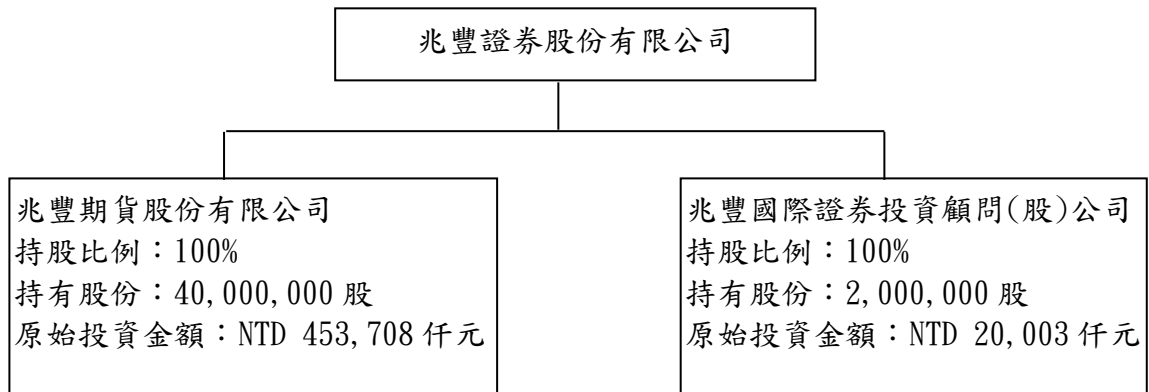 兆豐證券股份有限公司
兆豐期貨股份有限公司
持股比例：100%
持有股份：40,000,000 股
原始投資金額：NTD 453,708 仟元
兆豐國際證券投資顧問(股)公司
持股比例：100%
持有股份：2,000,000 股
原始投資金額：NTD 20,003 仟元